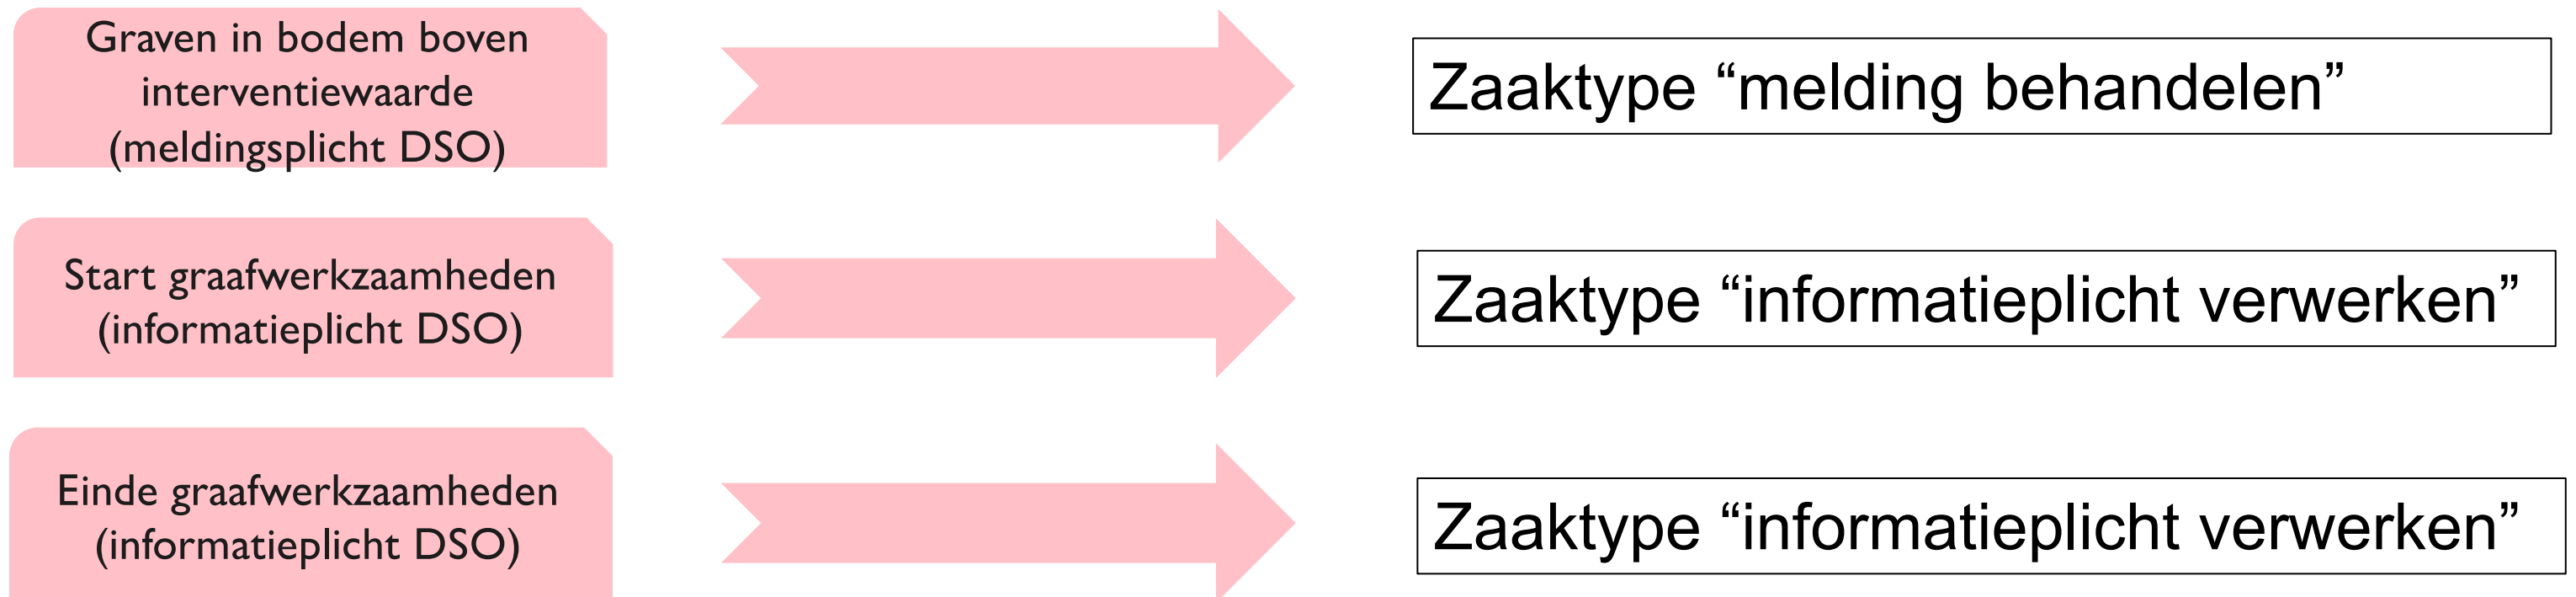 Graven in bodem boven
interventiewaarde
(meldingsplicht DSO)
Zaaktype “melding behandelen”
Start graafwerkzaamheden
(informatieplicht DSO)
Zaaktype “informatieplicht verwerken”
Einde graafwerkzaamheden
(informatieplicht DSO)
Zaaktype “informatieplicht verwerken”